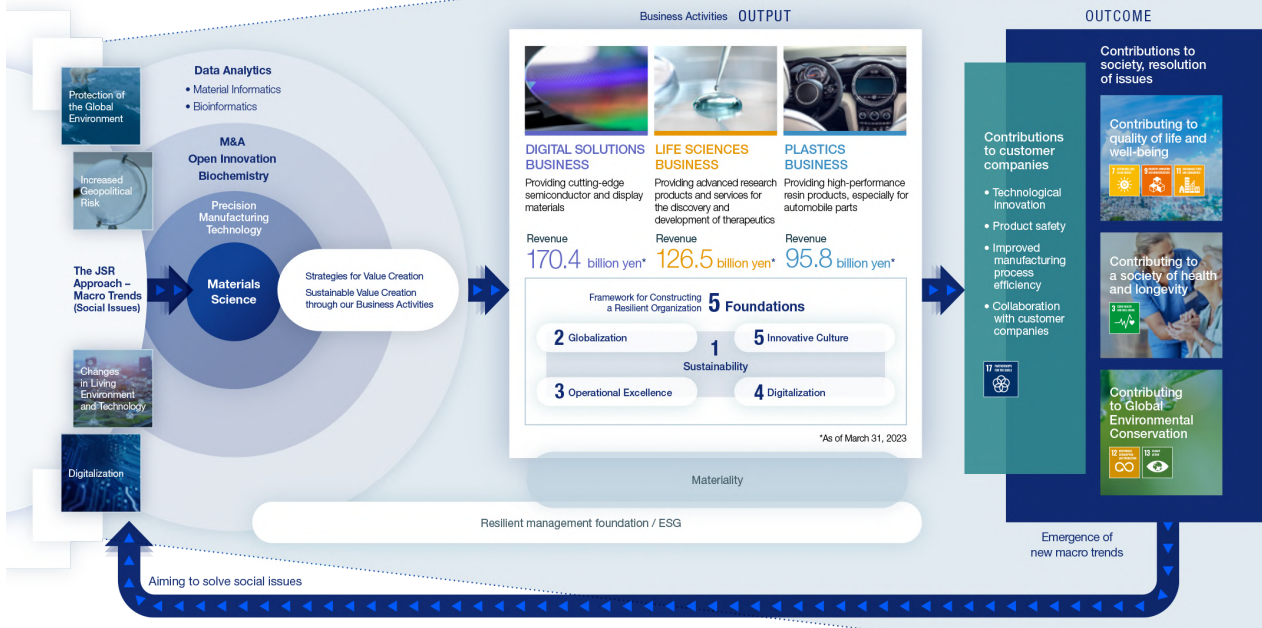 Business Activities OUTPUT
OUTCOME
Protection of
the Global
Environment
Increased
Geopolitical
Risk
The JSR
Approach –
Macro Trends
(Social Issues)
Changes
in Living
Environment
and Technology
Digitalization
Data Analytics
• Material Informatics
• Bioinformatics
M&A
Open Innovation
Biochemistry
Precision
Manufacturing
Technology
Materials
Science
Strategies for Value Creation
Sustainable Value Creation
through our Business Activities
DIGITAL SOLUTIONS
BUSINESS
Providing cutting-edge
semiconductor and display
materials
Revenue
170.4 billion yen*
LIFE SCIENCES
BUSINESS
Providing advanced research
products and services for
the discovery and
development of therapeutics
Revenue
126.5 billion yen*
PLASTICS
BUSINESS
Providing high-performance
resin products, especially for
automobile parts
Revenue
95.8 billion yen*
Framework for Constructing
a Resilient Organization
5 Foundations
2 Globalization
5 Innovative Culture
1
Sustainability
3 Operational Excellence
4 Digitalization
*As of March 31, 2023
Materiality
Resilient management foundation / ESG
Contributions
to customer
companies
• Technological
innovation
• Product safety
• Improved
manufacturing
process
efficiency
• Collaboration
with customer
companies
17
Contributions to
society, resolution
of issues
Contributing to
quality of life and
well-being
7
9
11
Contributing to
a society of health
and longevity
3
Contributing
to Global
Environmental
Conservation
12
13
Emergence of
new macro trends
Aiming to solve social issues